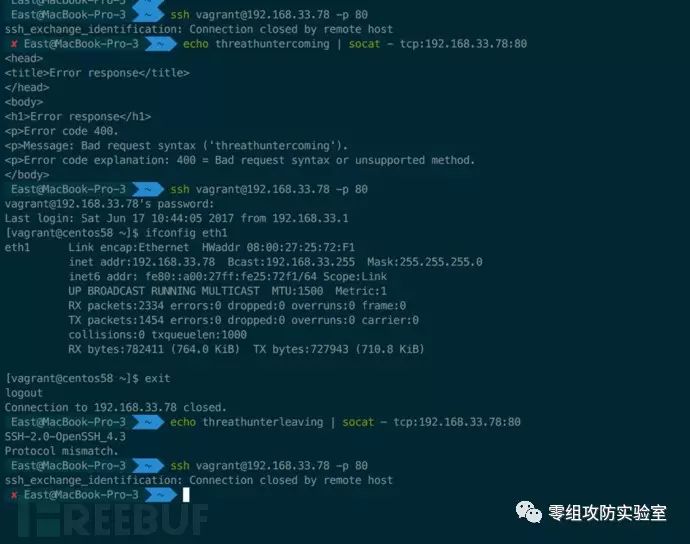 East@MacBook-Pro-3 ~ ssh vagrant@192.168.33.78 -p 80
ssh_exchange_identification: Connection closed by remote host
✘ East@MacBook-Pro-3 ~ echo threathuntercoming | socat - tcp:192.168.33.78:80
<head>
<title>Error response</title>
</head>
<body>
<h1>Error response</h1>
<p>Error code 400.
<p>Message: Bad request syntax ('threathuntercoming').
<p>Error code explanation: 400 = Bad request syntax or unsupported method.
</body>
East@MacBook-Pro-3 ~ ssh vagrant@192.168.33.78 -p 80
vagrant@192.168.33.78's password:
Last login: Sat Jun 17 10:44:05 2017 from 192.168.33.1
[vagrant@centos58 ~]$ ifconfig eth1
eth1 Link encap:Ethernet HWaddr 08:00:27:25:72:F1
inet addr:192.168.33.78 Bcast:192.168.33.255 Mask:255.255.255.0
inet6 addr: fe80::a00:27ff:fe25:72f1/64 Scope:Link
UP BROADCAST RUNNING MULTICAST MTU:1500 Metric:1
RX packets:2334 errors:0 dropped:0 overruns:0 frame:0
TX packets:1454 errors:0 dropped:0 overruns:0 carrier:0
collisions:0 txqueuelen:1000
RX bytes:782411 (764.0 KiB) TX bytes:727943 (710.8 KiB)
[vagrant@centos58 ~]$ exit
logout
Connection to 192.168.33.78 closed.
East@MacBook-Pro-3 ~ echo threathunterleaving | socat - tcp:192.168.33.78:80
SSH-2.0-OpenSSH_4.3
Protocol mismatch.
East@MacBook-Pro-3 ~ ssh vagrant@192.168.33.78 -p 80
ssh_exchange_identification: Connection closed by remote host
✘ East@MacBook-Pro-3 ~
FREEBUF
零组攻防实验室